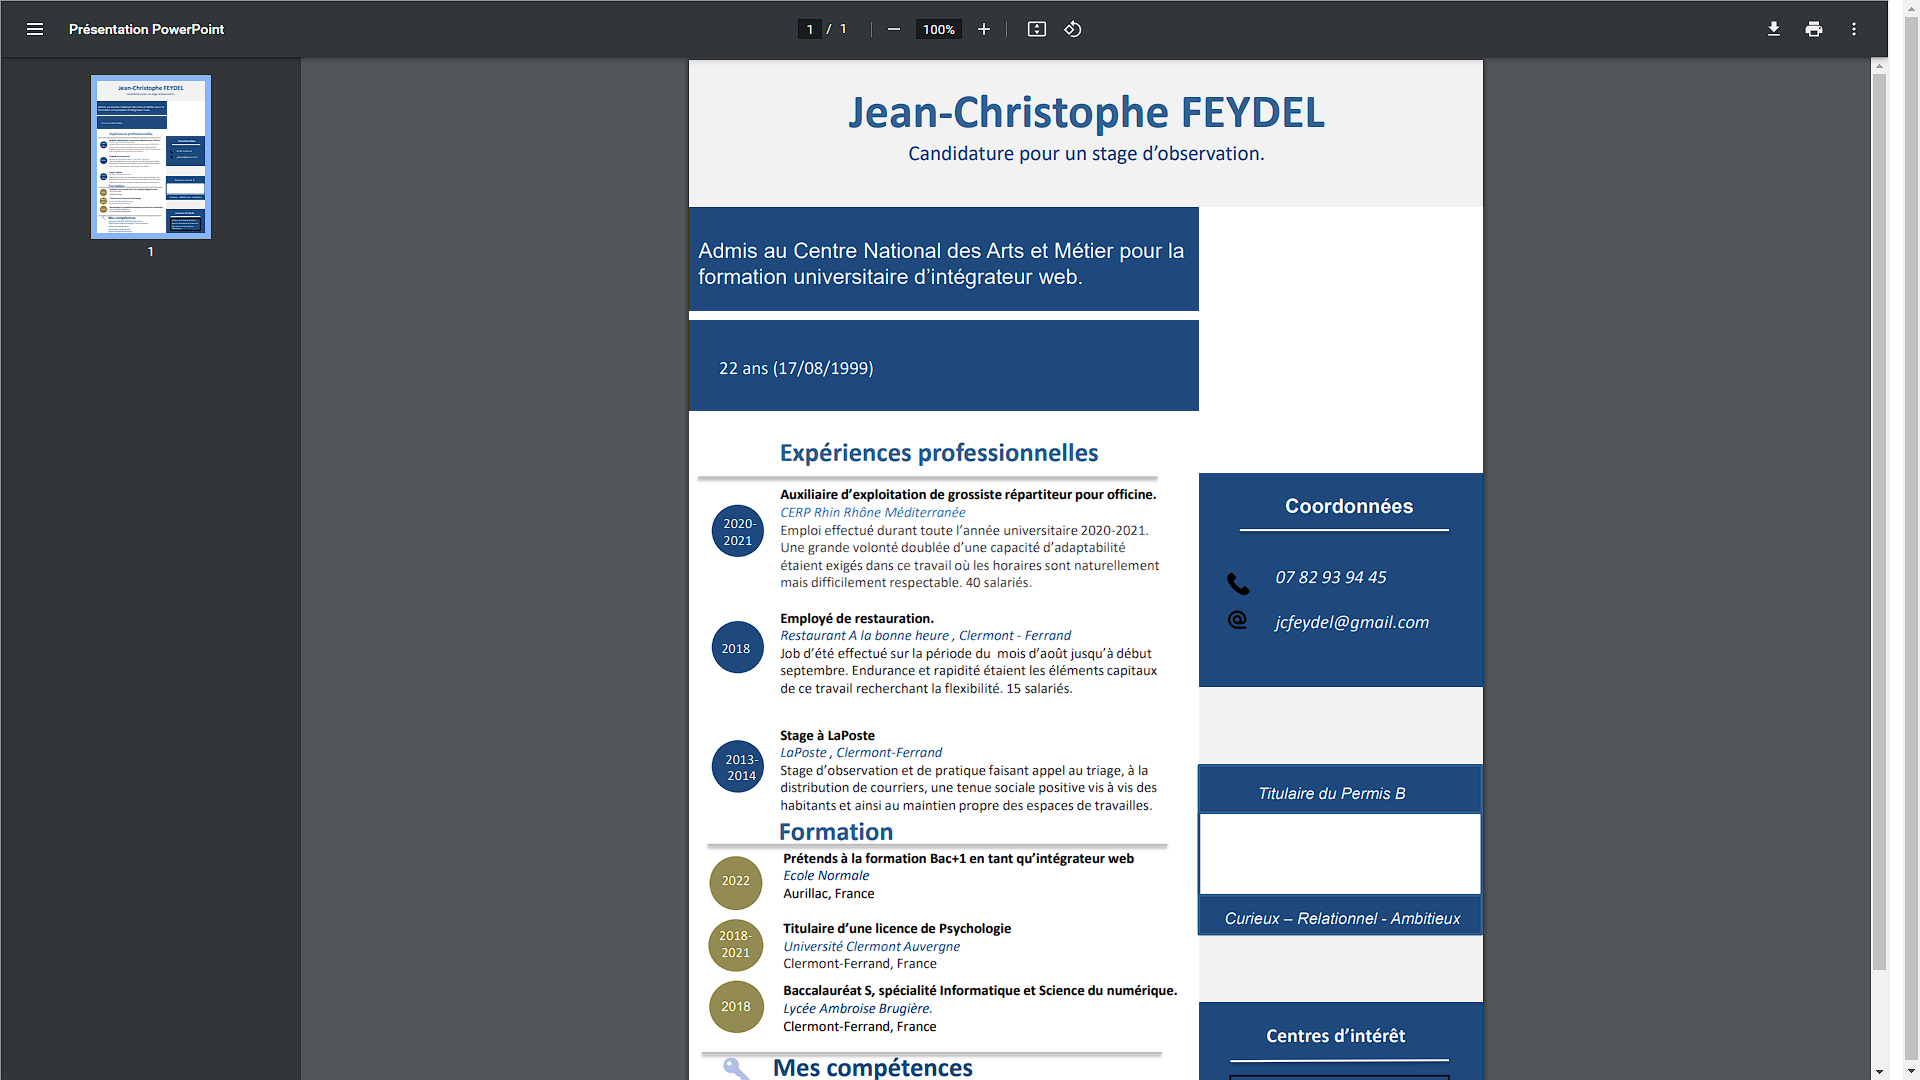 Présentation PowerPoint
1 / 1
100%
1
Jean-Christophe FEYDEL
Candidature pour un stage d’observation.
Admis au Centre National des Arts et Métier pour la
formation universitaire d’intégrateur web.
22 ans (17/08/1999)
Expériences professionnelles
2020-
2021
Auxiliaire d’exploitation de grossiste répartiteur pour officine.
CERP Rhin Rhône Méditerranée
Emploi effectué durant toute l’année universitaire 2020-2021.
Une grande volonté doublée d’une capacité d’adaptabilité
étaient exigés dans ce travail où les horaires sont naturellement
mais difficilement respectable. 40 salariés.
2018
Employé de restauration.
Restaurant A la bonne heure , Clermont - Ferrand
Job d’été effectué sur la période du  mois d’août jusqu’à début
septembre. Endurance et rapidité étaient les éléments capitaux
de ce travail recherchant la flexibilité. 15 salariés.
2013-
2014
Stage à LaPoste
LaPoste , Clermont-Ferrand
Stage d’observation et de pratique faisant appel au triage, à la
distribution de courriers, une tenue sociale positive vis à vis des
habitants et ainsi au maintien propre des espaces de travailles.
Formation
2022
Prétends à la formation Bac+1 en tant qu’intégrateur web
Ecole Normale
Aurillac, France
2018-
2021
Titulaire d’une licence de Psychologie
Université Clermont Auvergne
Clermont-Ferrand, France
2018
Baccalauréat S, spécialité Informatique et Science du numérique.
Lycée Ambroise Brugière.
Clermont-Ferrand, France
Mes compétences
Coordonnées
07 82 93 94 45
@ jcfeydel@gmail.com
Titulaire du Permis B
Curieux – Relationnel - Ambitieux
Centres d’intérêt